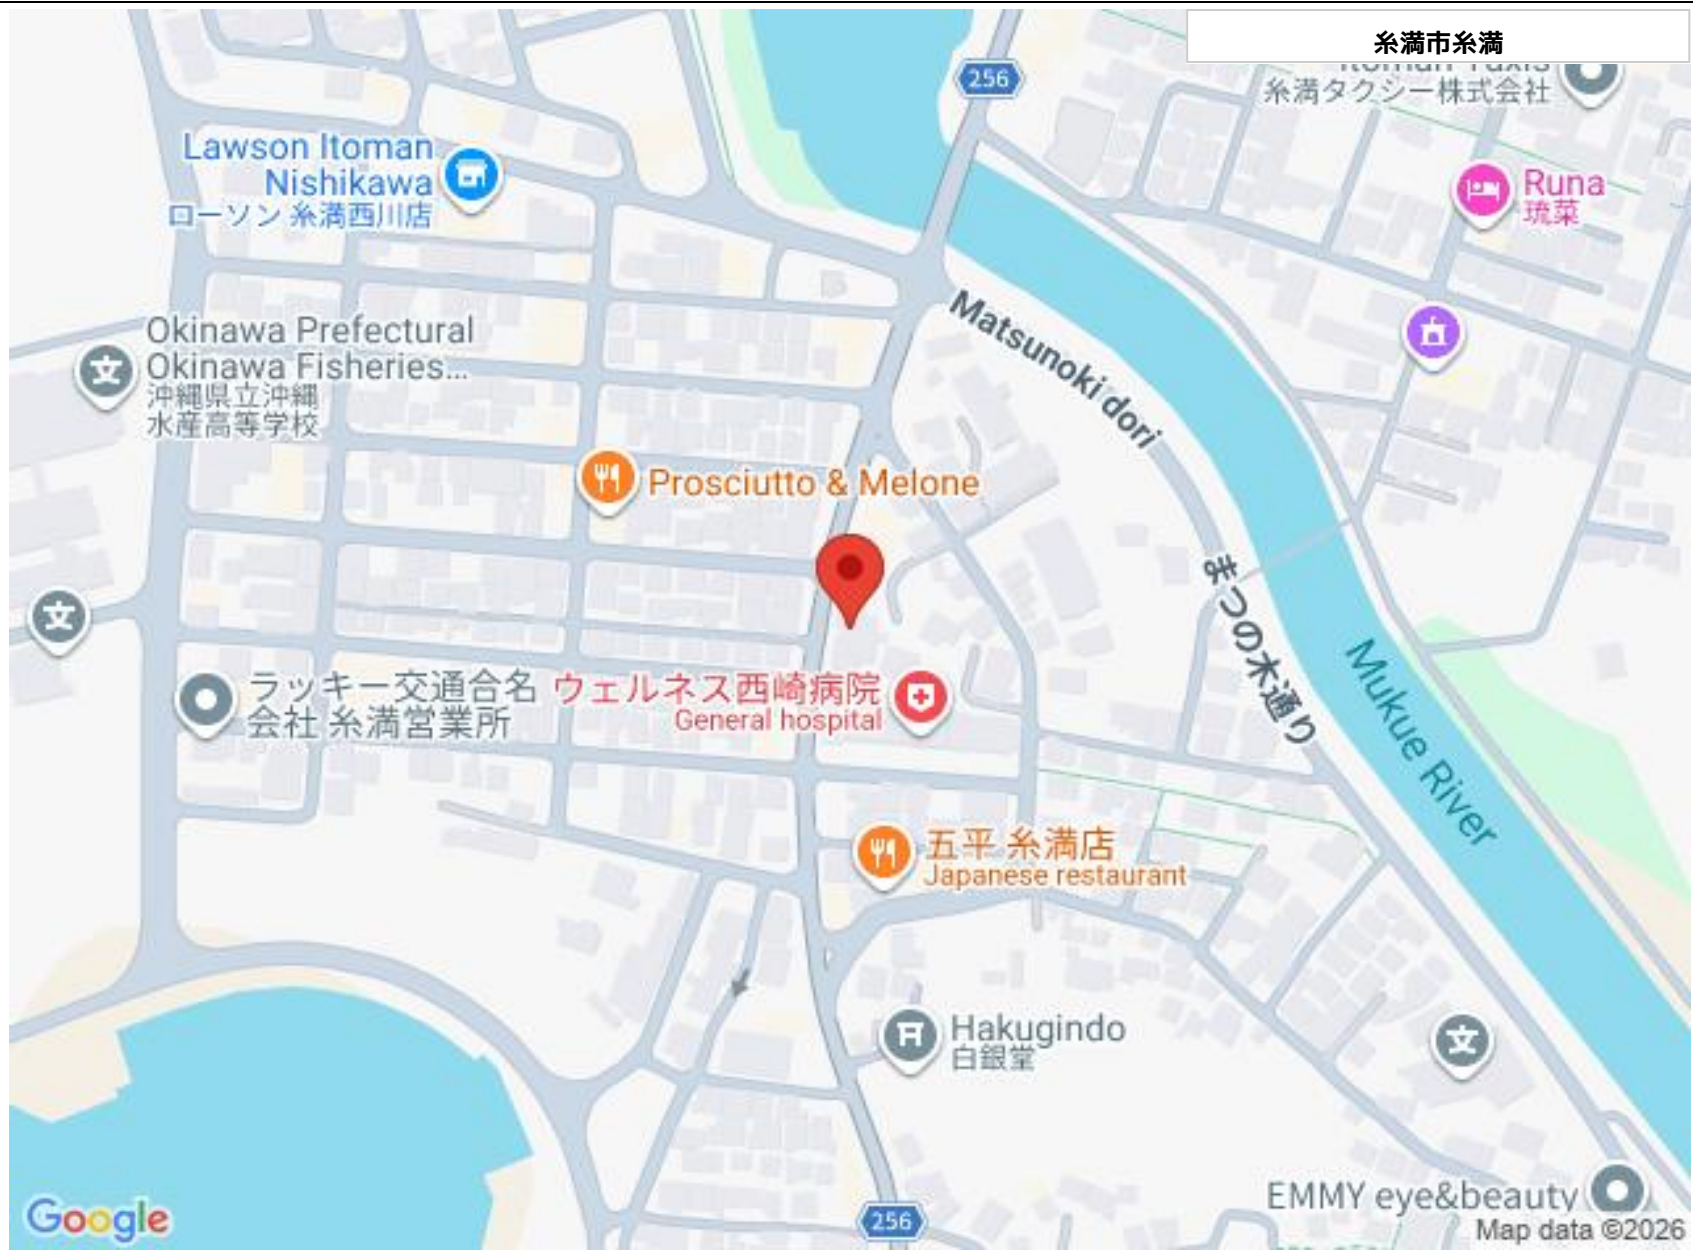 糸満市糸満
256
糸満タクシー株式会社
Lawson Itoman
Nishikawa
ローソン 糸満西川店
Runa
琉菜
Matsunoki dori
Okinawa Prefectural
Okinawa Fisheries...
沖縄県立沖縄
水産高等学校
文
Prosciutto & Melone
まつの木通り
文
Mukue River
ラッキー交通合名
会社 糸満営業所
ウェルネス西崎病院
General hospital
五平 糸満店
Japanese restaurant
Hakugindo
白銀堂
文
EMMY eye&beauty
256
Google
Map data ©2026